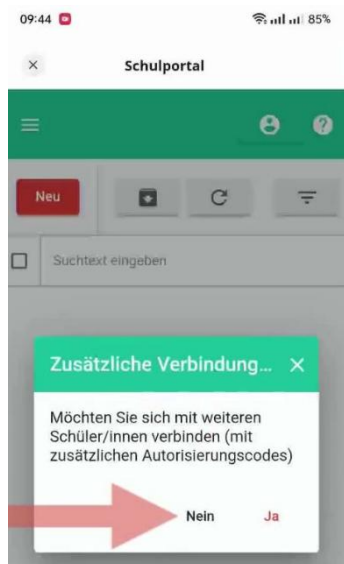 09:44 85%
Schulportal
Neu
Suchtext eingeben
Zusätzliche Verbindung...
Möchten Sie sich mit weiteren
Schüler/innen verbinden (mit
zusätzlichen Autorisierungscodes)
Nein Ja